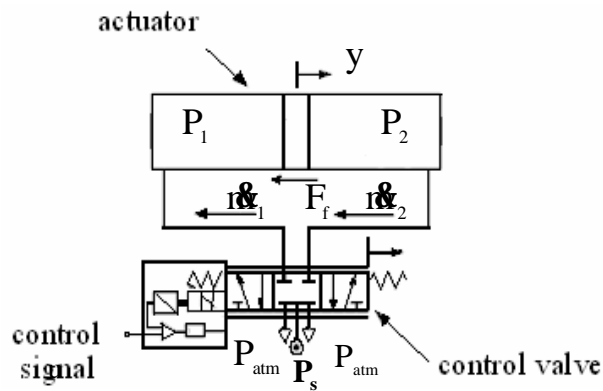 actuator
y
P₁
P₂
F_f
control signal
P_atm
P_s
P_atm
control valve